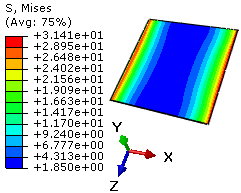 S, Mises
(Avg: 75%)
+3.141e+01
+2.895e+01
+2.648e+01
+2.402e+01
+2.156e+01
+1.909e+01
+1.663e+01
+1.417e+01
+1.170e+01
+9.240e+00
+6.777e+00
+4.313e+00
+1.850e+00
Y
X
Z